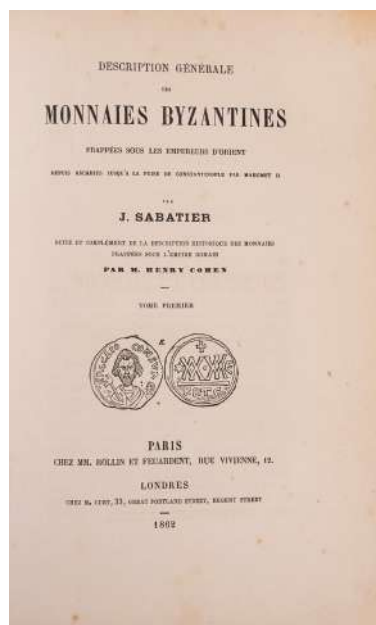 DESCRIPTION GÉNÉRALE
DES
MONNAIES BYZANTINES
FRAPPÉES SOUS LES EMPEREURS D'ORIENT
DEPUIS ARCADIUS JUSQU'A LA PRISE DE CONSTANTINOPLE PAR MAHOMET II
PAR
J. SABATIER
SUITE ET COMPLÉMENT DE LA DESCRIPTION HISTORIQUE DES MONNAIES
FRAPPÉES SOUS L'EMPIRE ROMAIN
PAR M. HENRY COHEN
TOME PREMIER
PARIS
CHEZ MM. ROLLIN ET FEUARDENT, RUE VIVIENNE, 12.
LONDRES
CHEZ M. CURT, 33, GREAT PORTLAND STREET, REGENT STREET
1862